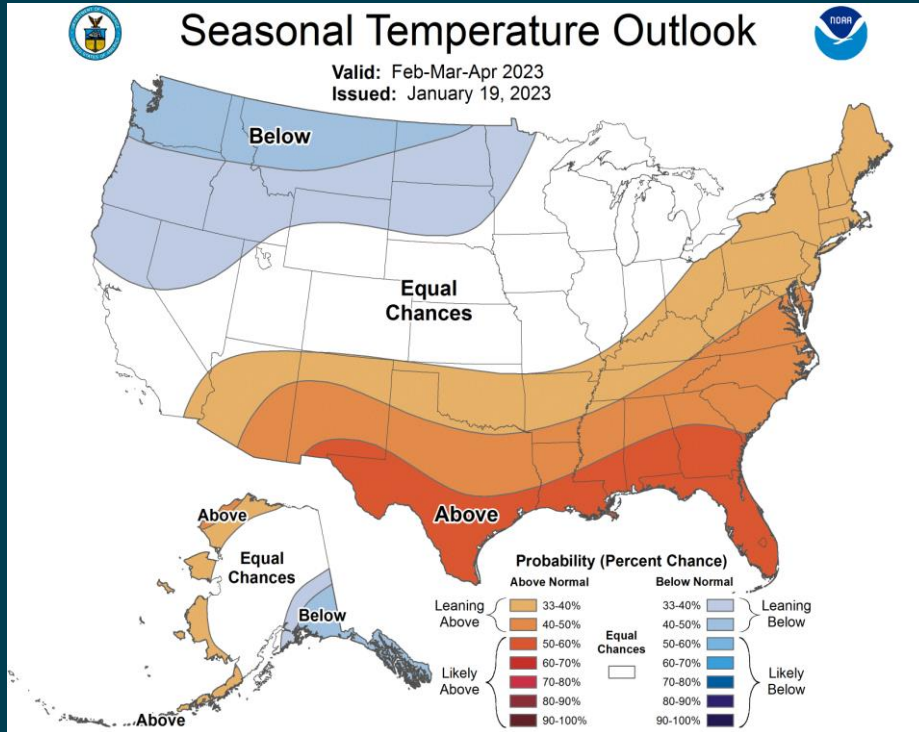 Seasonal Temperature Outlook
NOAA
Valid: Feb-Mar-Apr 2023
Issued: January 19, 2023
Below
Equal
Chances
Above
Above
Equal
Chances
Below
Above
Probability (Percent Chance)
Above Normal
Below Normal
Leaning
Above
33-40%
40-50%
Likely
Above
50-60%
60-70%
70-80%
80-90%
90-100%
Equal
Chances
33-40%
40-50%
Leaning
Below
50-60%
60-70%
70-80%
80-90%
90-100%
Likely
Below